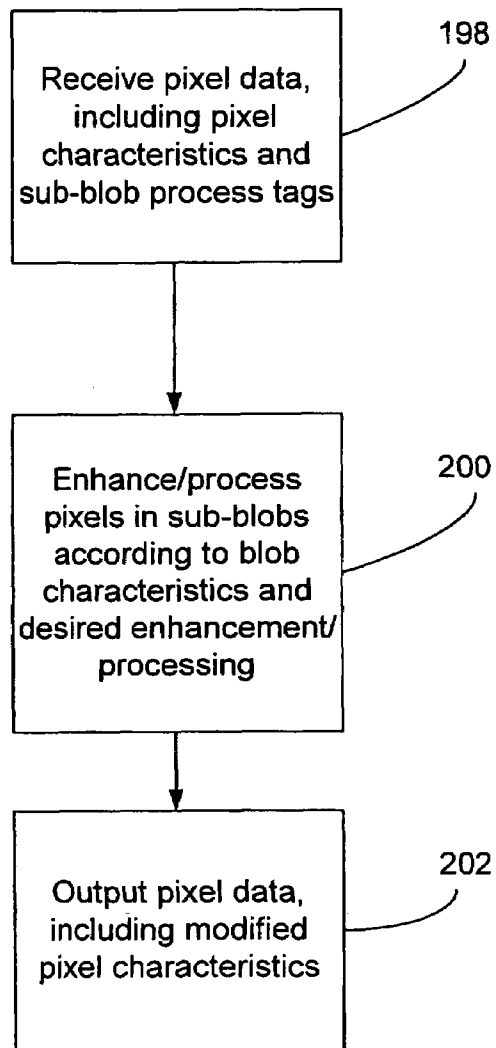 198
Receive pixel data,
including pixel
characteristics and
sub-blob process tags
200
Enhance/process
pixels in sub-blobs
according to blob
characteristics and
desired enhancement/
processing
202
Output pixel data,
including modified
pixel characteristics